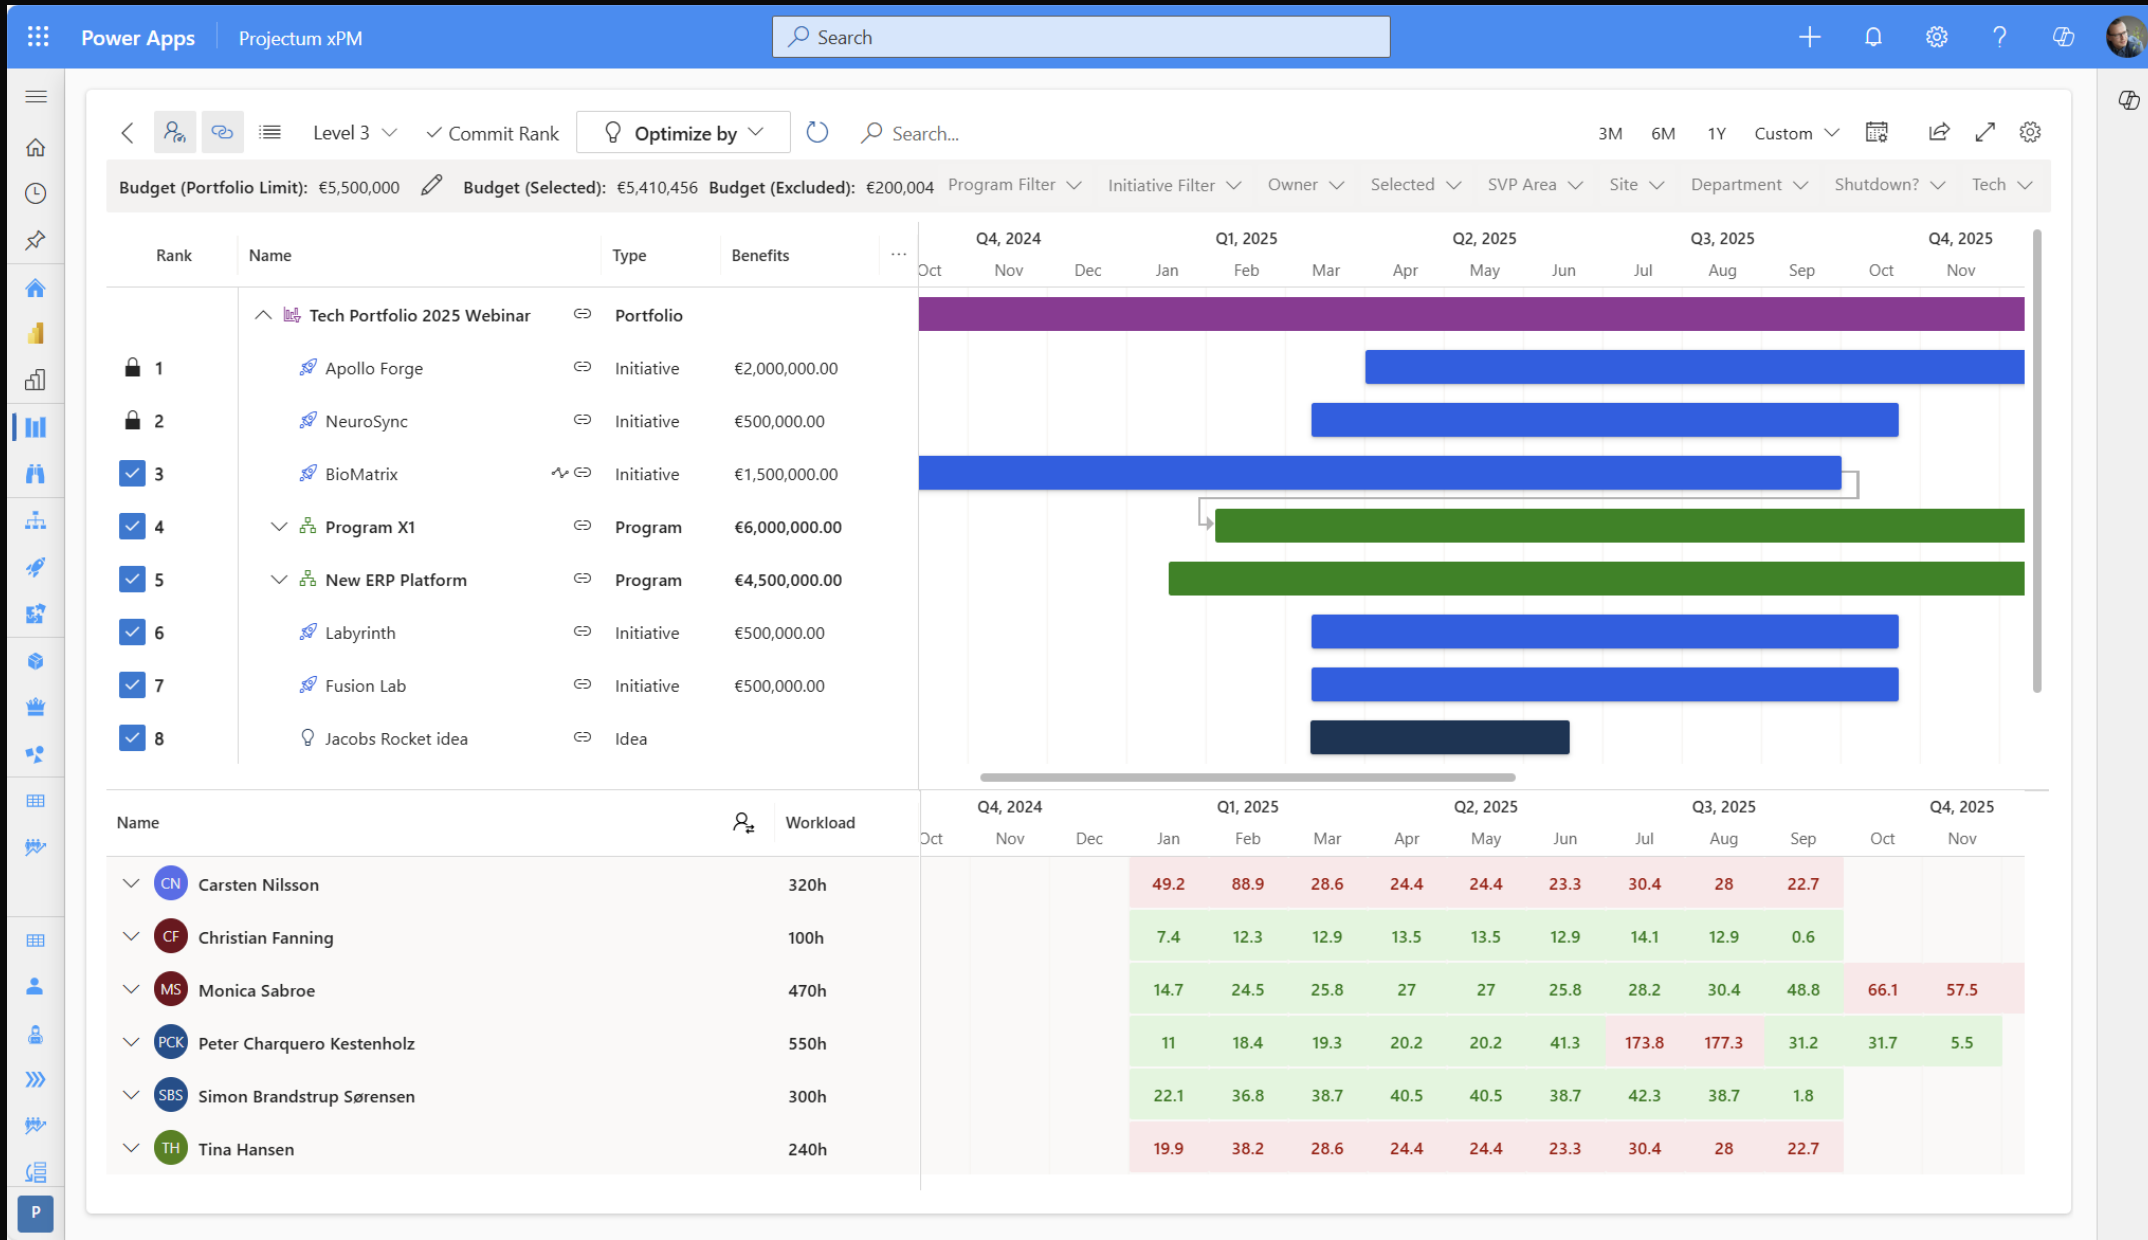 Power Apps Projectum xPM Search
Level 3 Commit Rank Optimize by Search... 3M 6M 1Y Custom
Budget (Portfolio Limit): €5,500,000 Budget (Selected): €5,410,456 Budget (Excluded): €200,004 Program Filter Initiative Filter Owner Selected SVP Area Site Department Shutdown? Tech
Q4, 2024 Q1, 2025 Q2, 2025 Q3, 2025 Q4, 2025
Rank Name Type Benefits ...
Oct Nov Dec Jan Feb Mar Apr May Jun Jul Aug Sep Oct Nov
Tech Portfolio 2025 Webinar Portfolio
1 Apollo Forge Initiative €2,000,000.00
2 NeuroSync Initiative €500,000.00
3 BioMatrix Initiative €1,500,000.00
4 Program X1 Program €6,000,000.00
5 New ERP Platform Program €4,500,000.00
6 Labyrinth Initiative €500,000.00
7 Fusion Lab Initiative €500,000.00
8 Jacobs Rocket idea Idea
Q4, 2024 Q1, 2025 Q2, 2025 Q3, 2025 Q4, 2025
Name Workload
Oct Nov Dec Jan Feb Mar Apr May Jun Jul Aug Sep Oct Nov
CN Carsten Nilsson 320h 49.2 88.9 28.6 24.4 24.4 23.3 30.4 28 22.7
CF Christian Fanning 100h 7.4 12.3 12.9 13.5 13.5 12.9 14.1 12.9 0.6
MS Monica Sabroe 470h 14.7 24.5 25.8 27 27 25.8 28.2 30.4 48.8 66.1 57.5
PCK Peter Charquero Kestenholz 550h 11 18.4 19.3 20.2 20.2 41.3 173.8 177.3 31.2 31.7 5.5
SBS Simon Brandstrup Sørensen 300h 22.1 36.8 38.7 40.5 40.5 38.7 42.3 38.7 1.8
TH Tina Hansen 240h 19.9 38.2 28.6 24.4 24.4 23.3 30.4 28 22.7
P